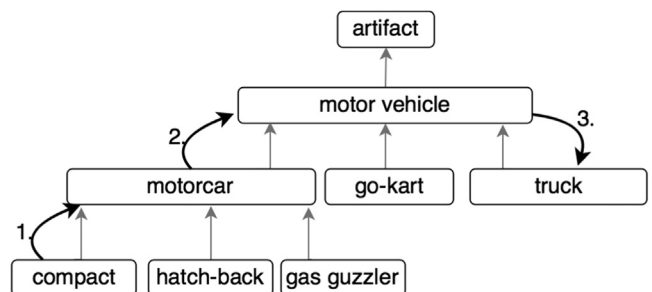 artifact
motor vehicle
3.
2.
motorcar
go-kart
truck
1.
compact
hatch-back
gas guzzler